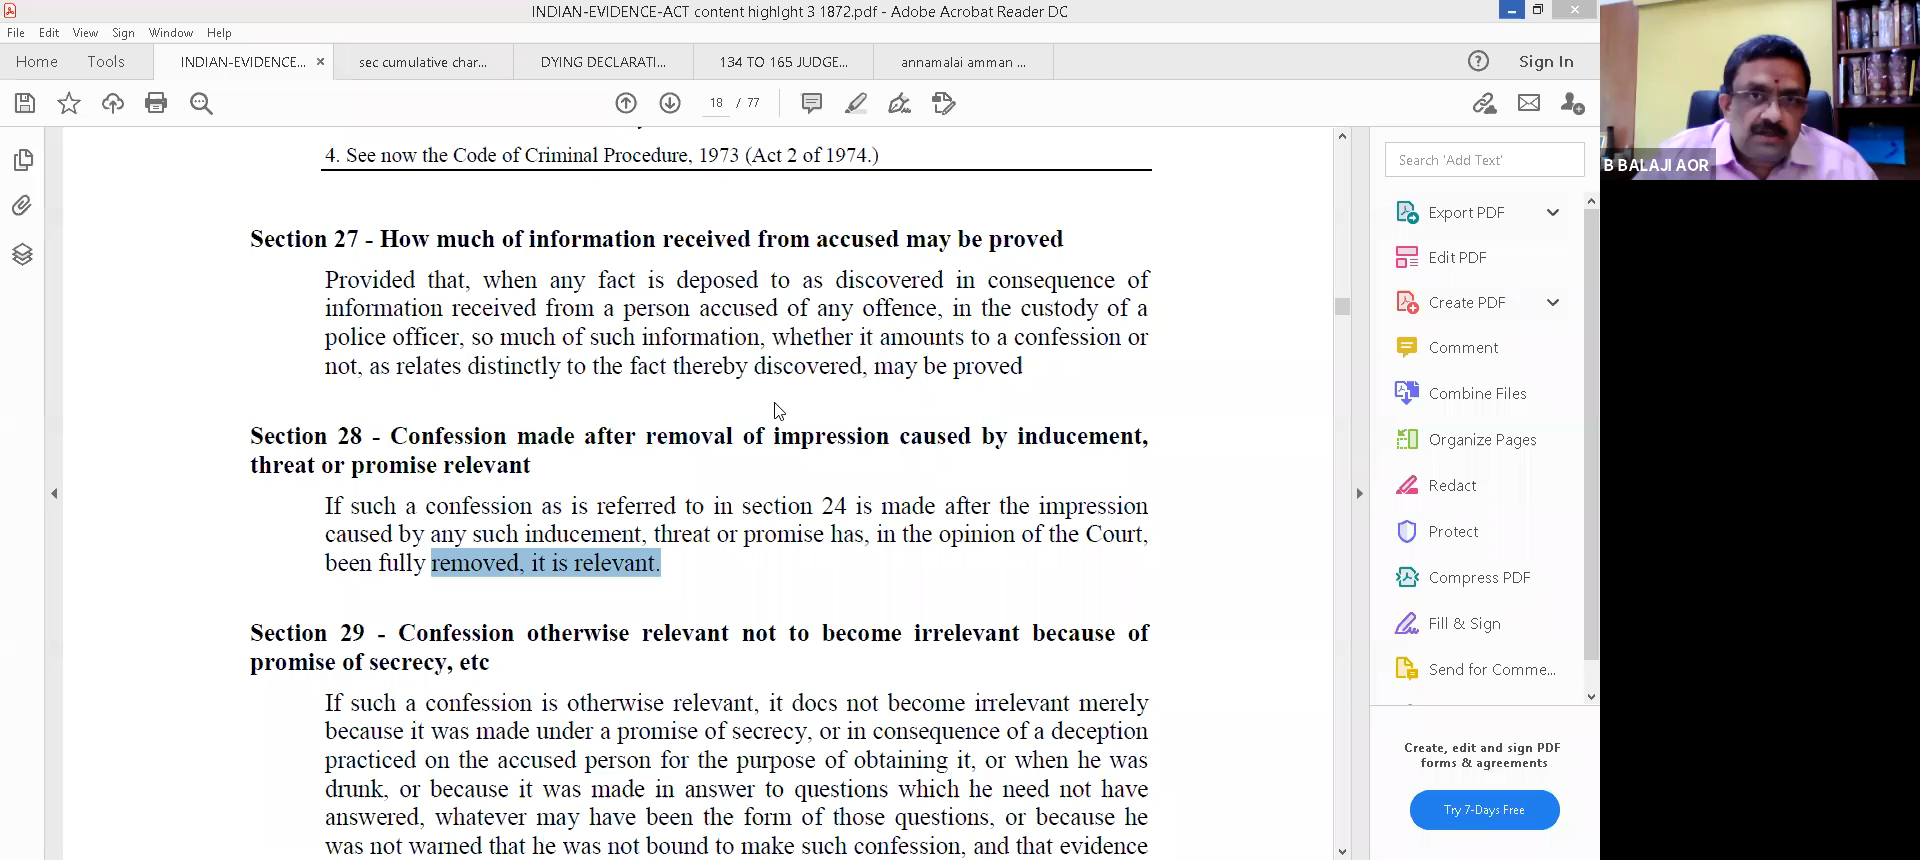 INDIAN-EVIDENCE-ACT content highlght 3 1872.pdf - Adobe Acrobat Reader DC
File Edit View Sign Window Help
Home Tools INDIAN-EVIDENCE... × sec cumulative char... DYING DECLARATI... 134 TO 165 JUDGE... annamalai amman ... Sign In
18 / 77
4. See now the Code of Criminal Procedure, 1973 (Act 2 of 1974.)
Section 27 - How much of information received from accused may be proved
Provided that, when any fact is deposed to as discovered in consequence of
information received from a person accused of any offence, in the custody of a
police officer, so much of such information, whether it amounts to a confession or
not, as relates distinctly to the fact thereby discovered, may be proved
Section 28 - Confession made after removal of impression caused by inducement,
threat or promise relevant
If such a confession as is referred to in section 24 is made after the impression
caused by any such inducement, threat or promise has, in the opinion of the Court,
been fully removed, it is relevant.
Section 29 - Confession otherwise relevant not to become irrelevant because of
promise of secrecy, etc
If such a confession is otherwise relevant, it docs not become irrelevant merely
because it was made under a promise of secrecy, or in consequence of a deception
practiced on the accused person for the purpose of obtaining it, or when he was
drunk, or because it was made in answer to questions which he need not have
answered, whatever may have been the form of those questions, or because he
was not warned that he was not bound to make such confession, and that evidence
Search 'Add Text'
Export PDF
Edit PDF
Create PDF
Comment
Combine Files
Organize Pages
Redact
Protect
Compress PDF
Fill & Sign
Send for Comme...
Create, edit and sign PDF
forms & agreements
Try 7-Days Free
B BALAJI AOR